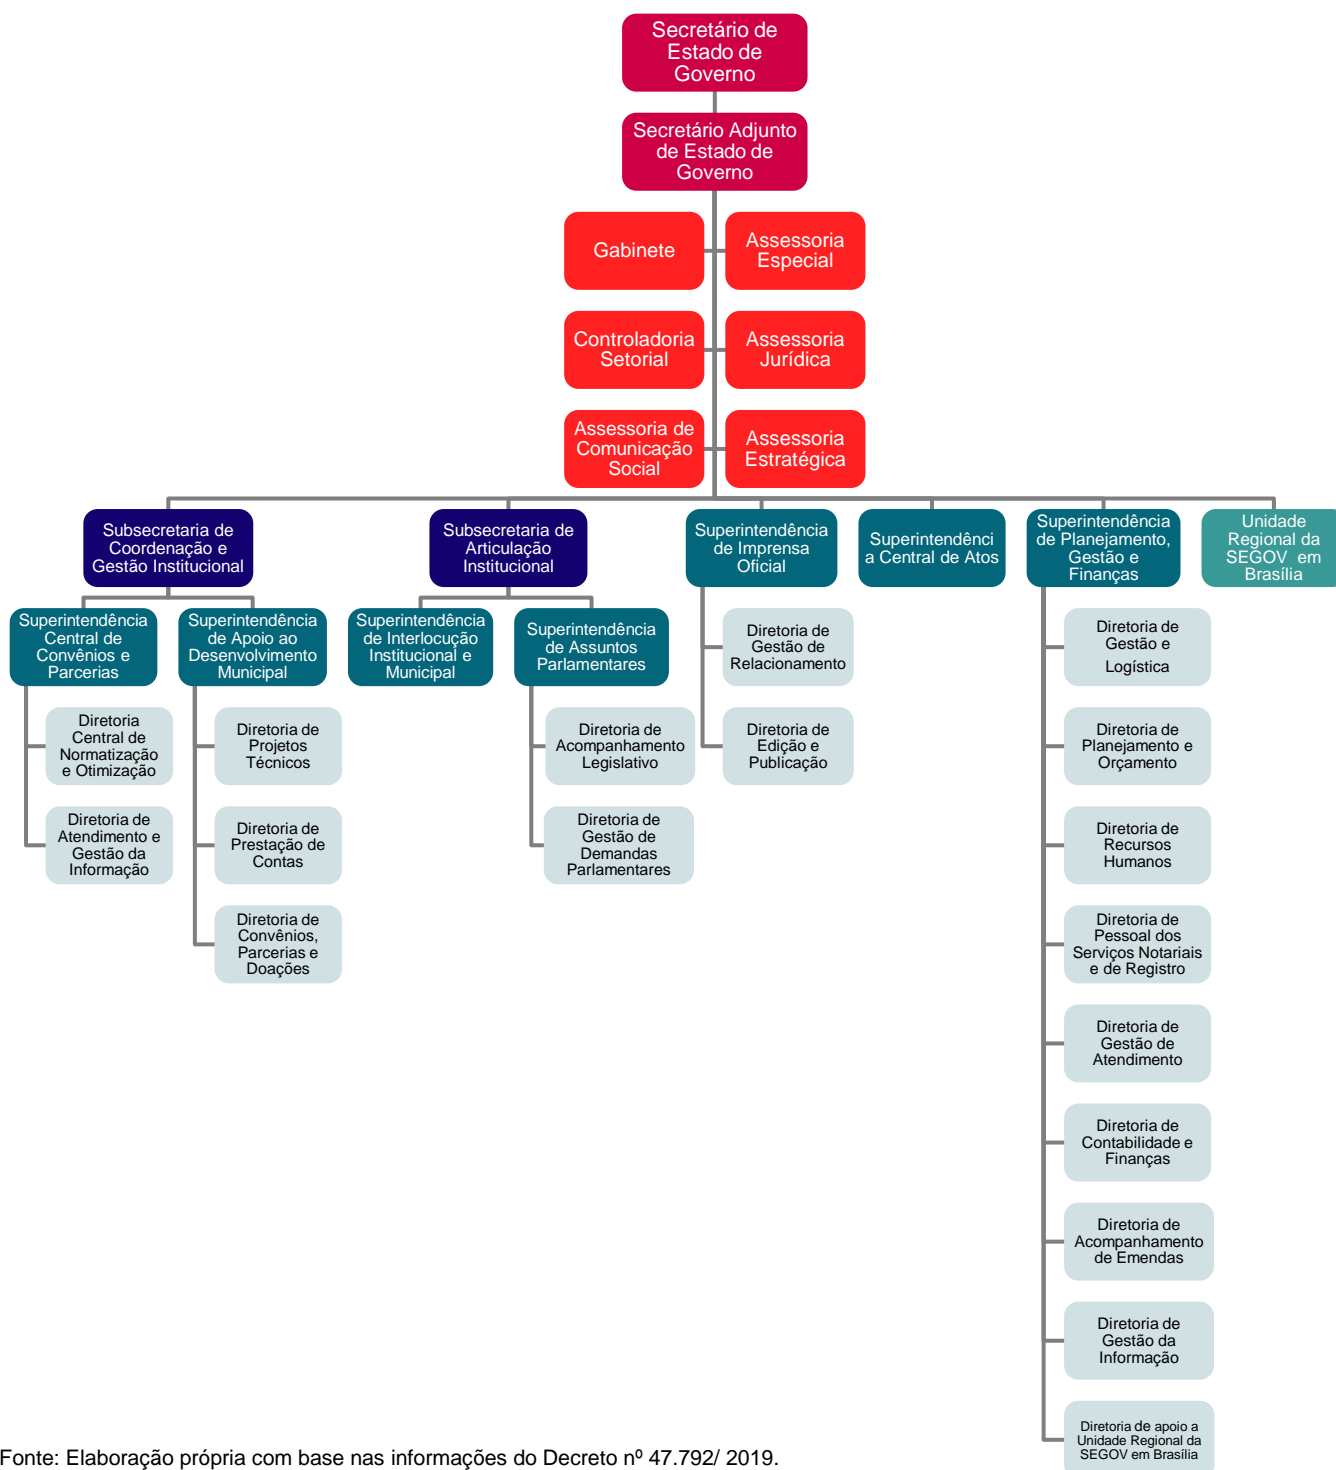 Secretário de
Estado de
Governo
Secretário Adjunto
de Estado de
Governo
Gabinete
Assessoria
Especial
Controladoria
Setorial
Assessoria
Jurídica
Assessoria de
Comunicação
Social
Assessoria
Estratégica
Subsecretaria de
Coordenação e
Gestão Institucional
Subsecretaria de
Articulação
Institucional
Superintendência
de Imprensa
Oficial
Superintendênci
a Central de Atos
Superintendência
de Planejamento,
Gestão e
Finanças
Unidade
Regional da
SEGOV em
Brasília
Superintendência
Central de
Convênios e
Parcerias
Superintendência
de Apoio ao
Desenvolvimento
Municipal
Superintendência
de Interlocução
Institucional e
Municipal
Superintendência
de Assuntos
Parlamentares
Diretoria de
Gestão de
Relacionamento
Diretoria de
Gestão e
Logística
Diretoria
Central de
Normatização
e Otimização
Diretoria de
Projetos
Técnicos
Diretoria de
Acompanhamento
Legislativo
Diretoria de
Edição e
Publicação
Diretoria de
Planejamento e
Orçamento
Diretoria de
Atendimento e
Gestão da
Informação
Diretoria de
Prestação de
Contas
Diretoria de
Gestão de
Demandas
Parlamentares
Diretoria de
Recursos
Humanos
Diretoria de
Convênios,
Parcerias e
Doações
Diretoria de
Pessoal dos
Serviços Notariais
e de Registro
Diretoria de
Gestão de
Atendimento
Diretoria de
Contabilidade e
Finanças
Diretoria de
Acompanhamento
de Emendas
Diretoria de
Gestão da
Informação
Diretoria de apoio a
Unidade Regional da
SEGOV em Brasília
Fonte: Elaboração própria com base nas informações do Decreto nº 47.792/ 2019.